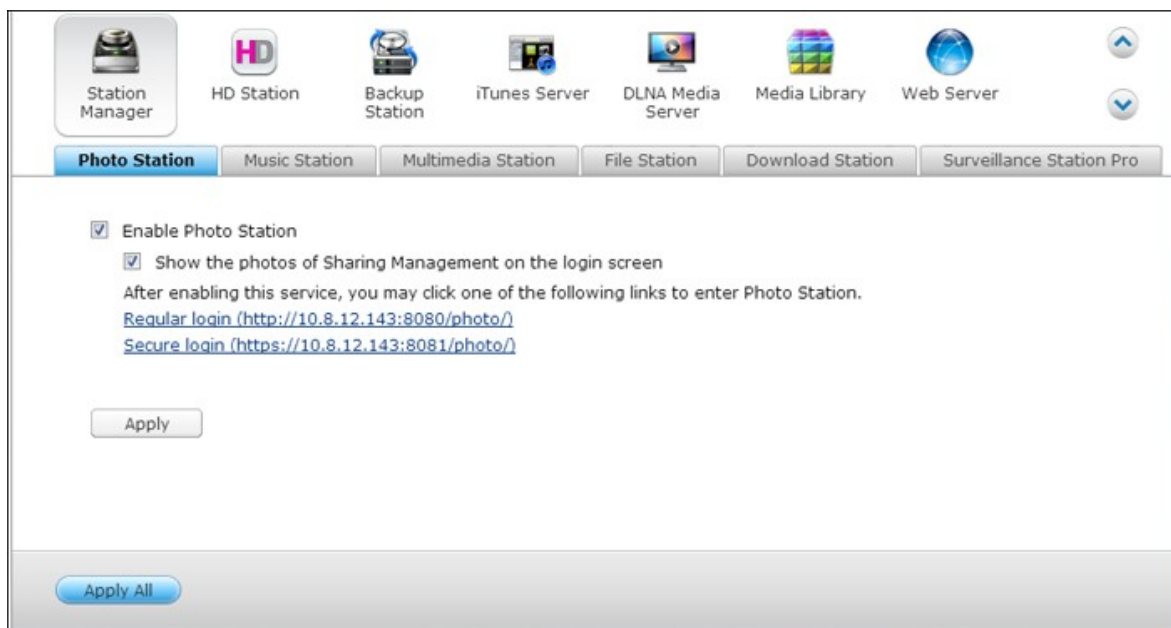 HD
Station Manager
HD Station
Backup Station
iTunes Server
DLNA Media Server
Media Library
Web Server
Photo Station
Music Station
Multimedia Station
File Station
Download Station
Surveillance Station Pro
Enable Photo Station
Show the photos of Sharing Management on the login screen
After enabling this service, you may click one of the following links to enter Photo Station.
Regular login (http://10.8.12.143:8080/photo/)
Secure login (https://10.8.12.143:8081/photo/)
Apply
Apply All